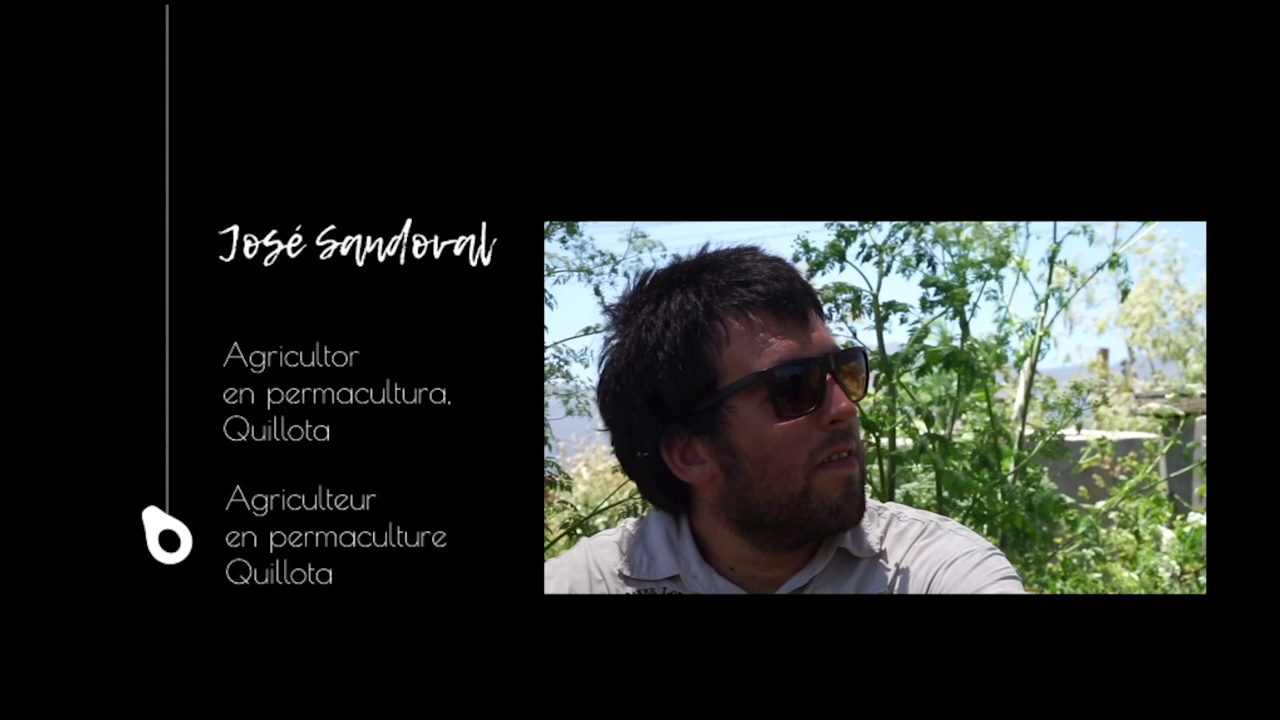 José Sandoval
Agricultor
en permacultura,
Quillota
Agriculteur
en permaculture
Quillota